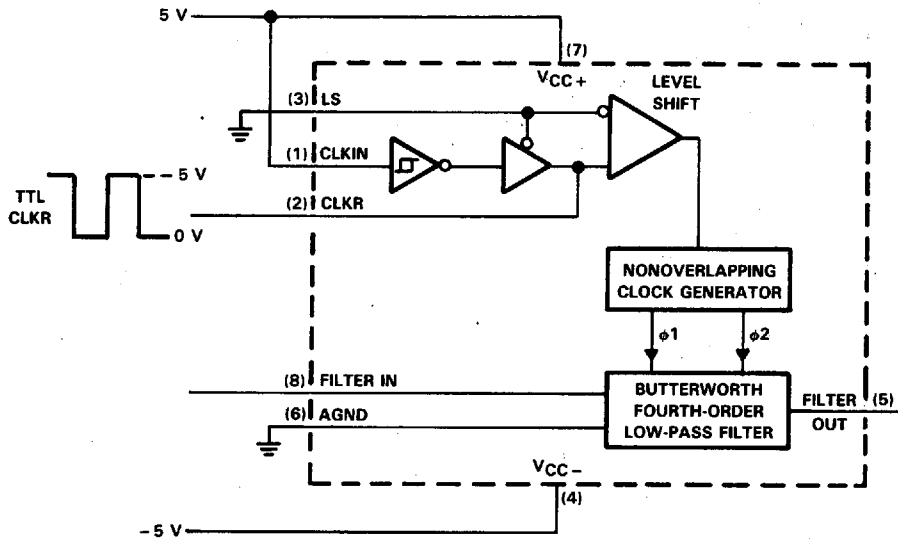 5 V
(7)
VCC+
LEVEL
SHIFT
(3) LS
(1) CLKIN
(2) CLKR
TTL
CLKR
- - 5 V
0 V
NONOVERLAPPING
CLOCK GENERATOR
ϕ1
ϕ2
(8) FILTER IN
(6) AGND
BUTTERWORTH
FOURTH-ORDER
LOW-PASS FILTER
FILTER (5)
OUT
VCC-
(4)
-5 V